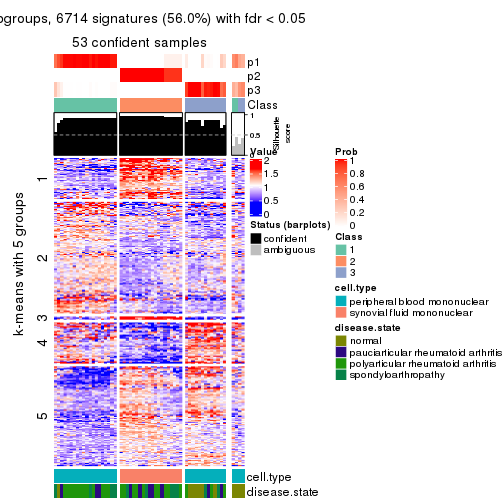 ogroups, 6714 signatures (56.0%) with fdr < 0.05
53 confident samples
p1
p2
p3
Class
1
0.5
0
Silhouette
score
k-means with 5 groups
1
2
3
4
5
cell.type
disease.state
Value
2
1.5
1
0.5
0
Status (barplots)
confident
ambiguous
Prob
1
0.8
0.6
0.4
0.2
0
Class
1
2
3
cell.type
peripheral blood mononuclear
synovial fluid mononuclear
disease.state
normal
pauciarticular rheumatoid arthritis
polyarticular rheumatoid arthritis
spondyloarthropathy